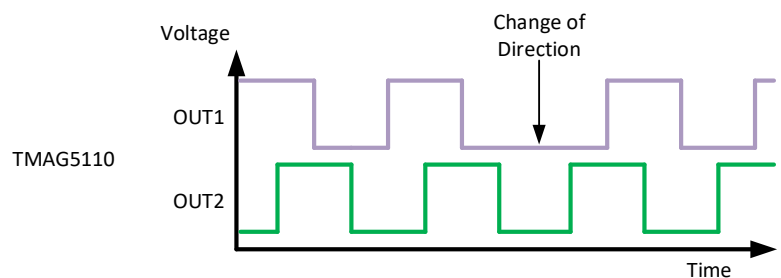 Voltage
Change of
Direction
OUT1
TMAG5110
OUT2
Time